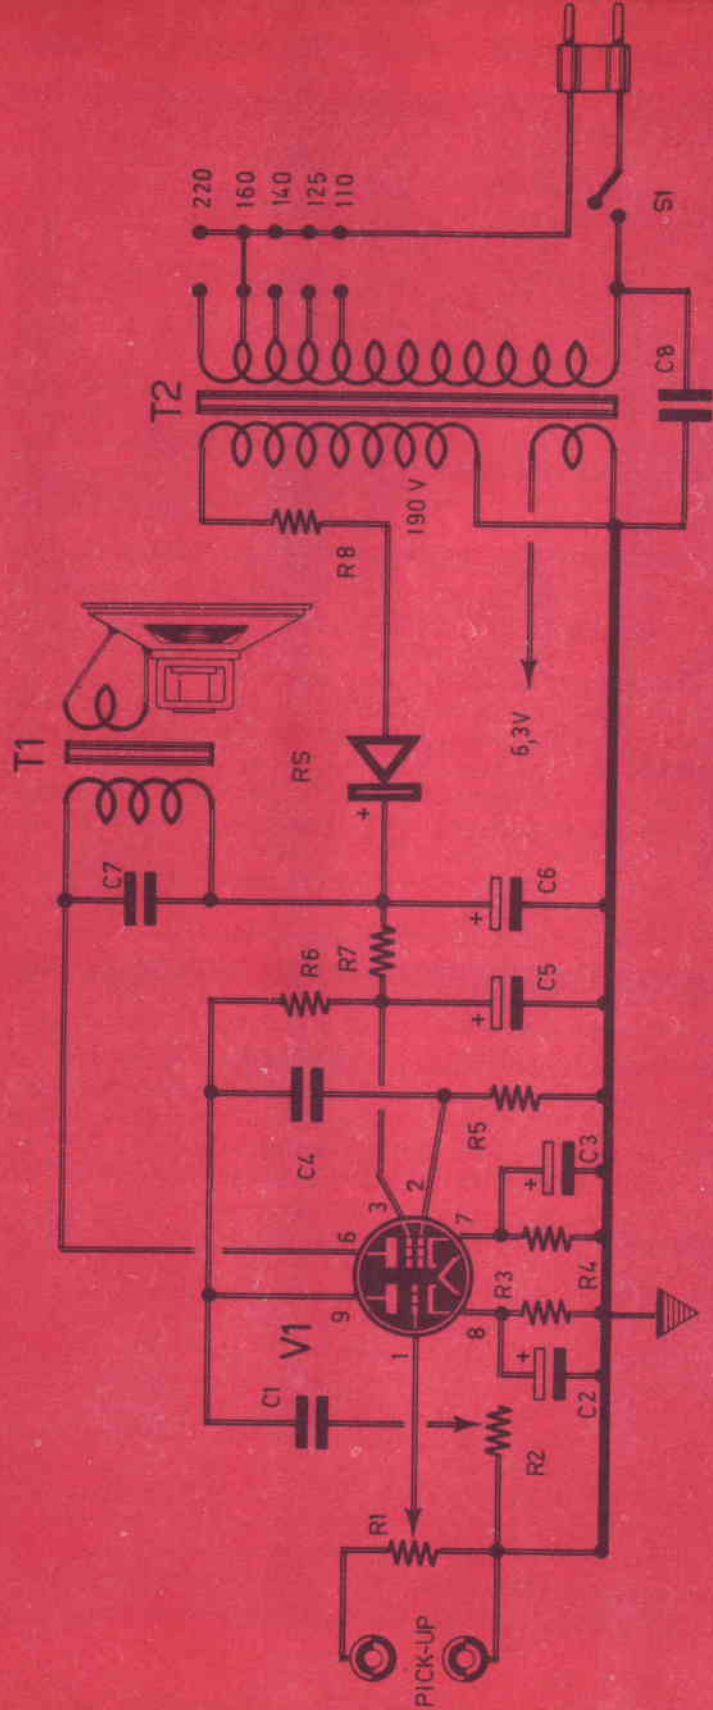 PICK-UP
R1
R2
C1
V1
1
9
6
3
2
7
8
C2
R3
R4
C3
R5
C4
R6
R7
C5
C6
C7
T1
RS
+
+
+
+
+
R8
190 V
6,3V
T2
220
160
140
125
110
S1
C8